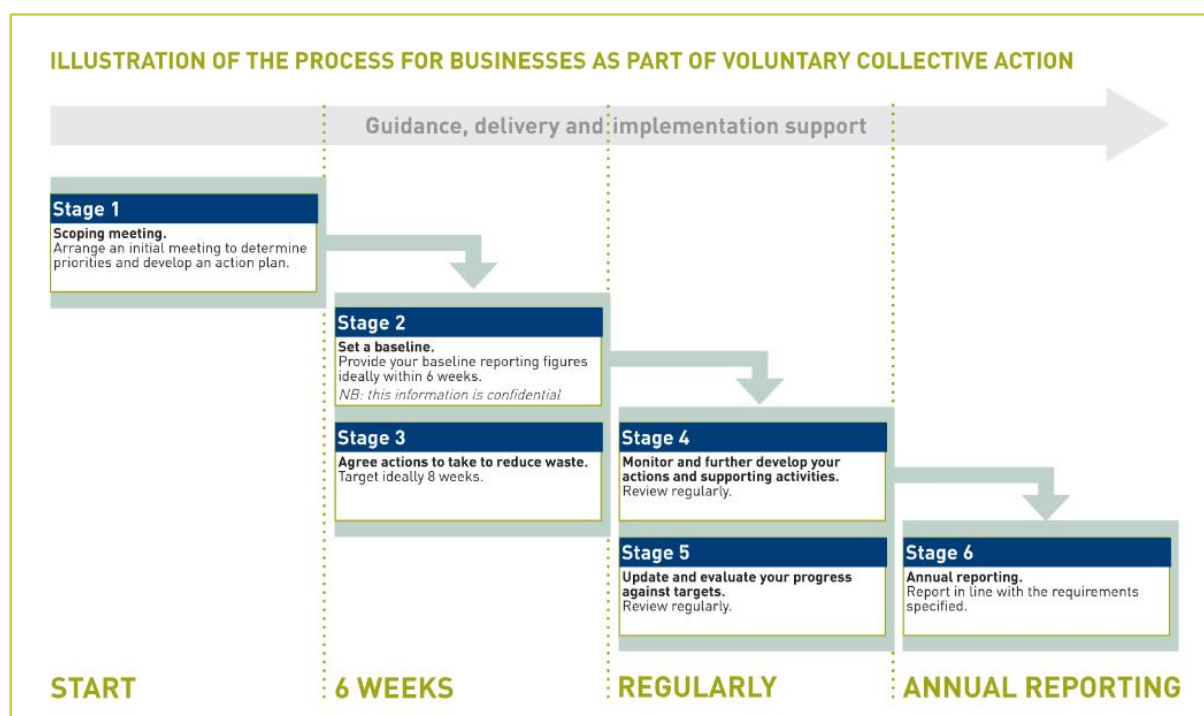 ILLUSTRATION OF THE PROCESS FOR BUSINESSES AS PART OF VOLUNTARY COLLECTIVE ACTION
Guidance, delivery and implementation support
Stage 1
Scoping meeting.
Arrange an initial meeting to determine
priorities and develop an action plan.
Stage 2
Set a baseline.
Provide your baseline reporting figures
ideally within 6 weeks.
NB: this information is confidential
Stage 3
Agree actions to take to reduce waste.
Target ideally 8 weeks.
Stage 4
Monitor and further develop your
actions and supporting activities.
Review regularly.
Stage 5
Update and evaluate your progress
against targets.
Review regularly.
Stage 6
Annual reporting.
Report in line with the requirements
specified.
START
6 WEEKS
REGULARLY
ANNUAL REPORTING